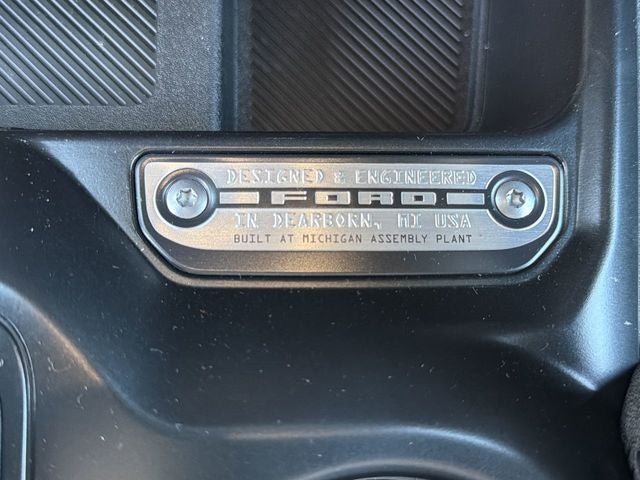 DESIGNED & ENGINEERED
FORD
IN DEARBORN, MI USA
BUILT AT MICHIGAN ASSEMBLY PLANT